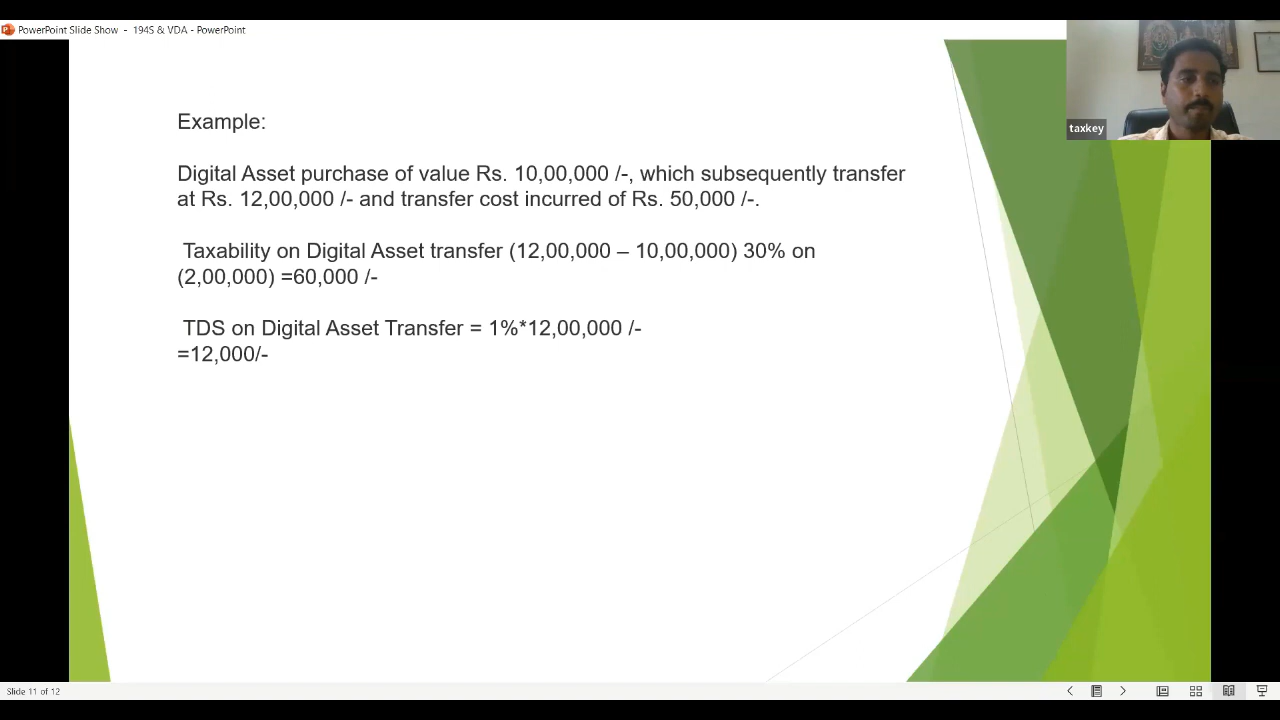 PowerPoint Slide Show - 194S & VDA - PowerPoint
taxkey
Example:
Digital Asset purchase of value Rs. 10,00,000 /-, which subsequently transfer
at Rs. 12,00,000 /- and transfer cost incurred of Rs. 50,000 /-.
Taxability on Digital Asset transfer (12,00,000 – 10,00,000) 30% on
(2,00,000) =60,000 /-
TDS on Digital Asset Transfer = 1%*12,00,000 /-
=12,000/-
Slide 11 of 12